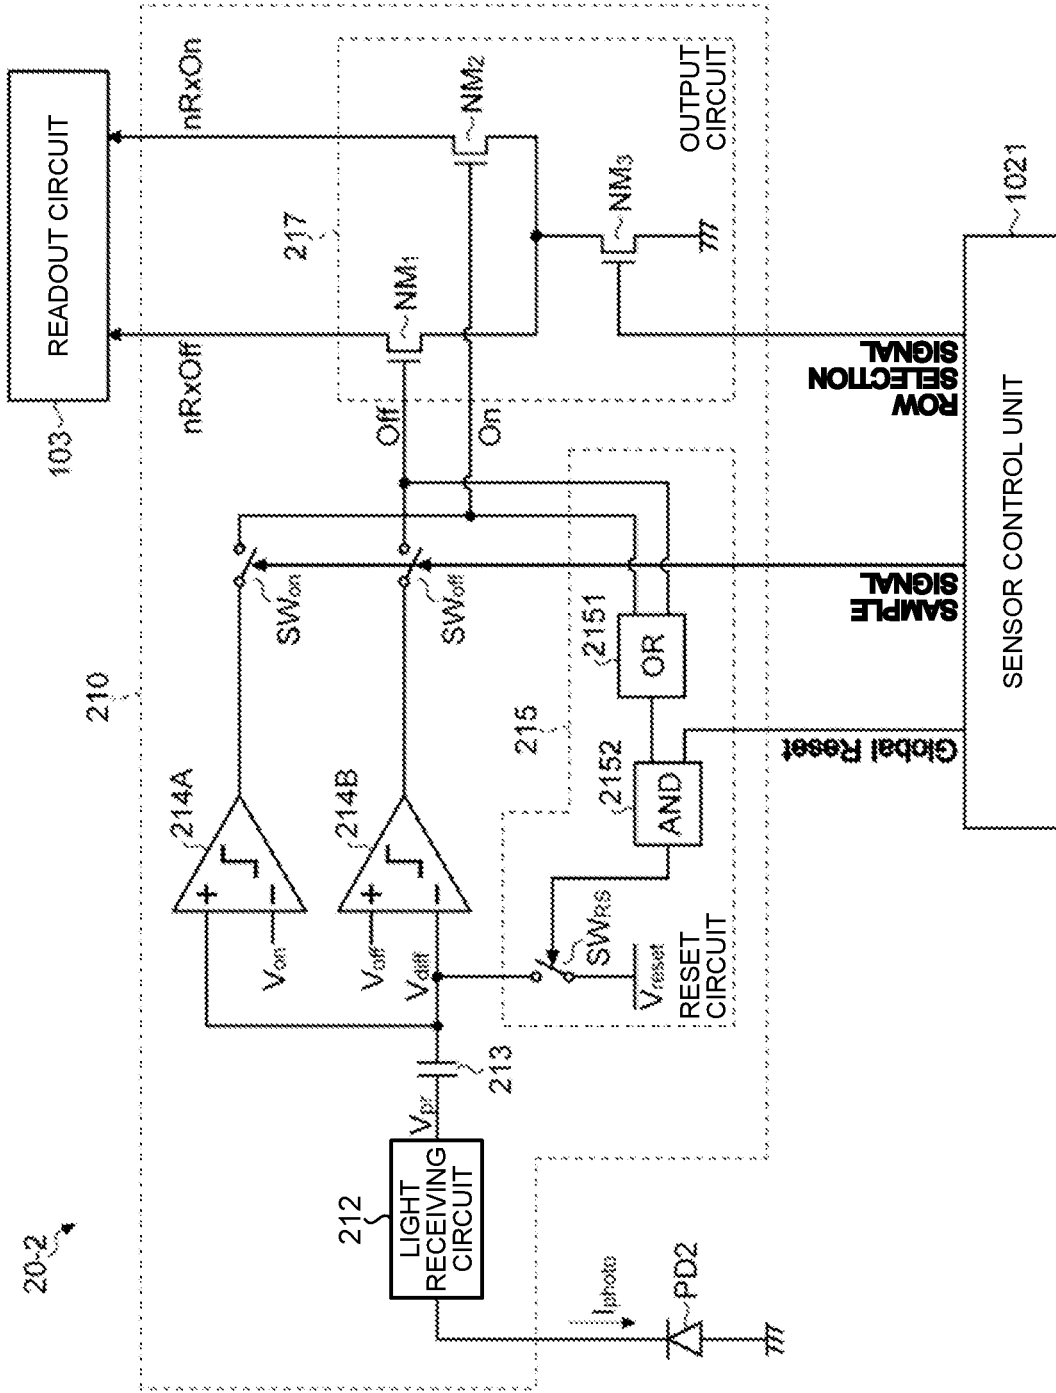 20-2
210
READOUT CIRCUIT
103
nRxOff
nRxOn
217
NM1
NM2
NM3
OUTPUT
CIRCUIT
Off
On
SWon
SWoff
214A
214B
+
−
+
−
Von
Voff
Vdiff
213
Vpr
212
LIGHT
RECEIVING
CIRCUIT
Iphoto
PD2
215
2151
OR
2152
AND
SWRS
Vreset
RESET
CIRCUIT
Global Reset
SAMPLE
SIGNAL
ROW
SELECTION
SIGNAL
SENSOR CONTROL UNIT
1021